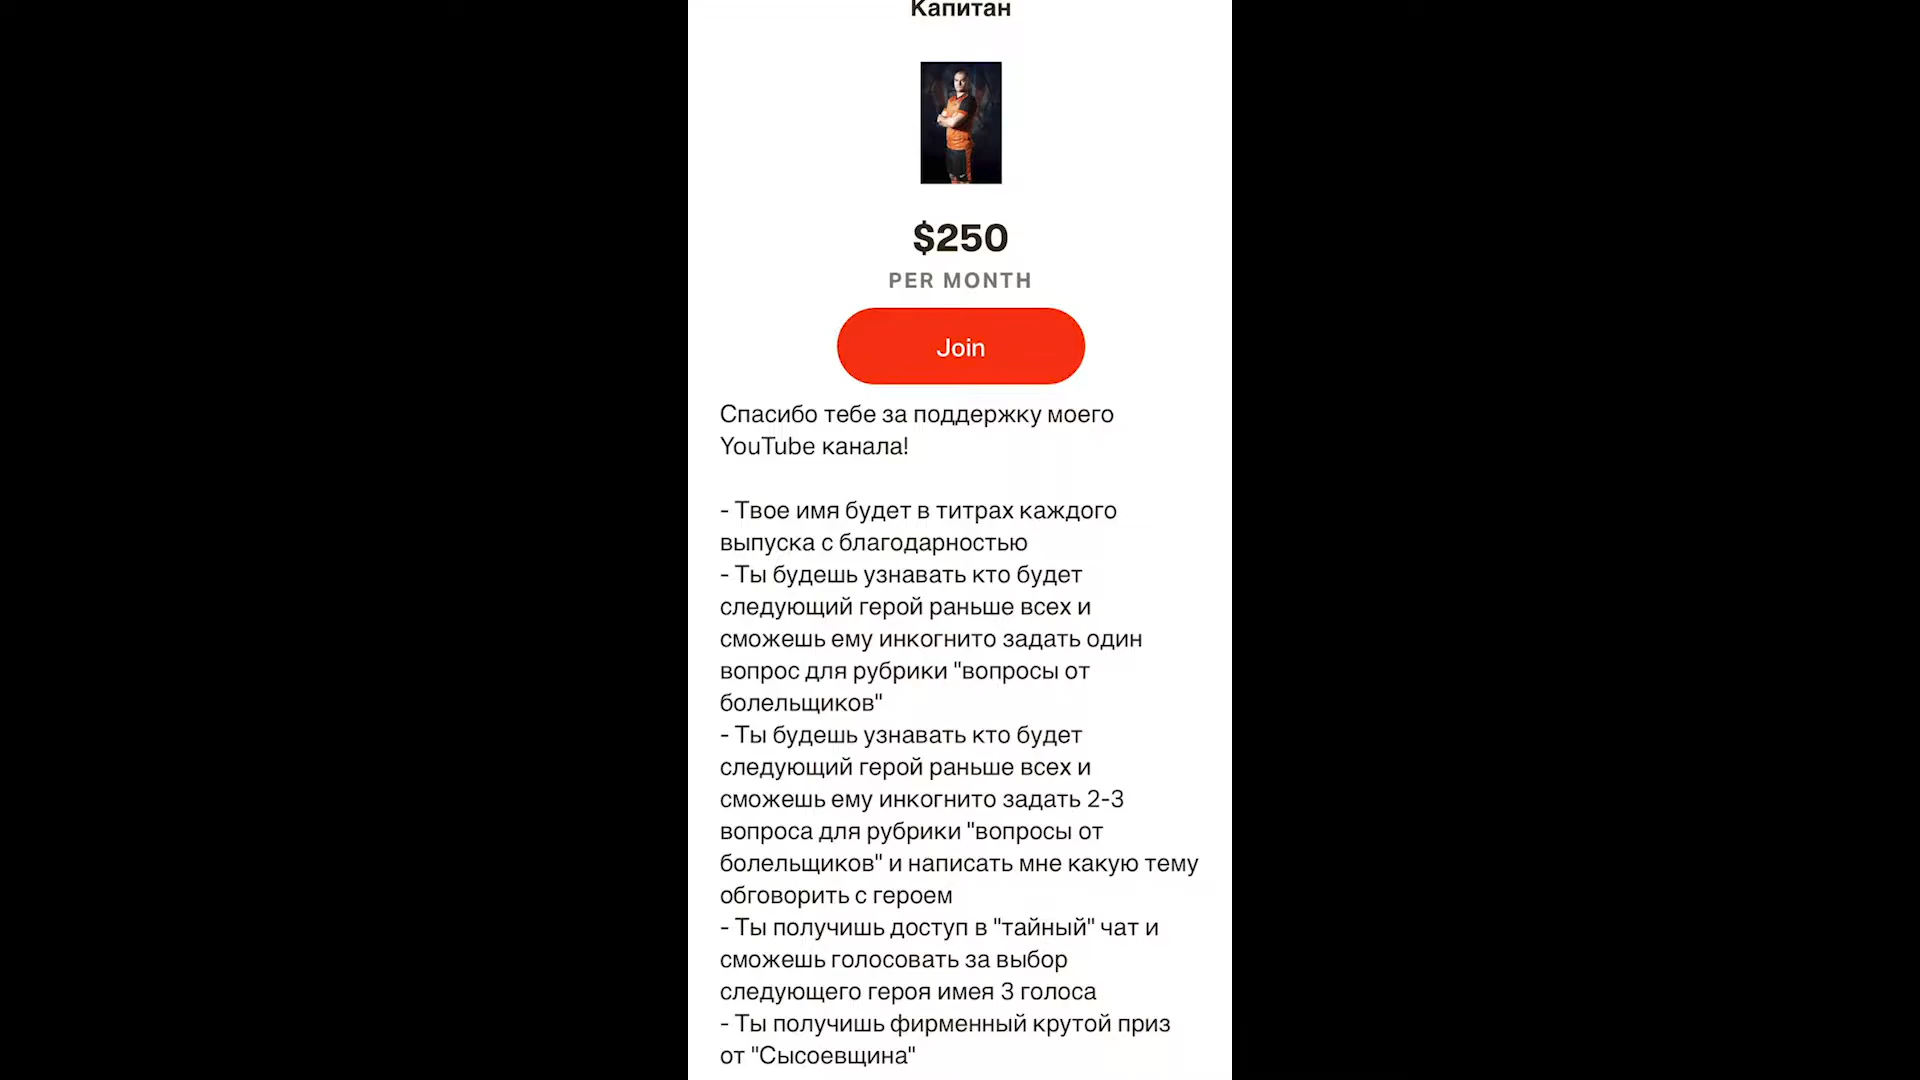 Капитан
$250
PER MONTH
Join
Спасибо тебе за поддержку моего
YouTube канала!
- Твое имя будет в титрах каждого
выпуска с благодарностью
- Ты будешь узнавать кто будет
следующий герой раньше всех и
сможешь ему инкогнито задать один
вопрос для рубрики "вопросы от
болельщиков"
- Ты будешь узнавать кто будет
следующий герой раньше всех и
сможешь ему инкогнито задать 2-3
вопроса для рубрики "вопросы от
болельщиков" и написать мне какую тему
обговорить с героем
- Ты получишь доступ в "тайный" чат и
сможешь голосовать за выбор
следующего героя имея 3 голоса
- Ты получишь фирменный крутой приз
от "Сысоевщина"